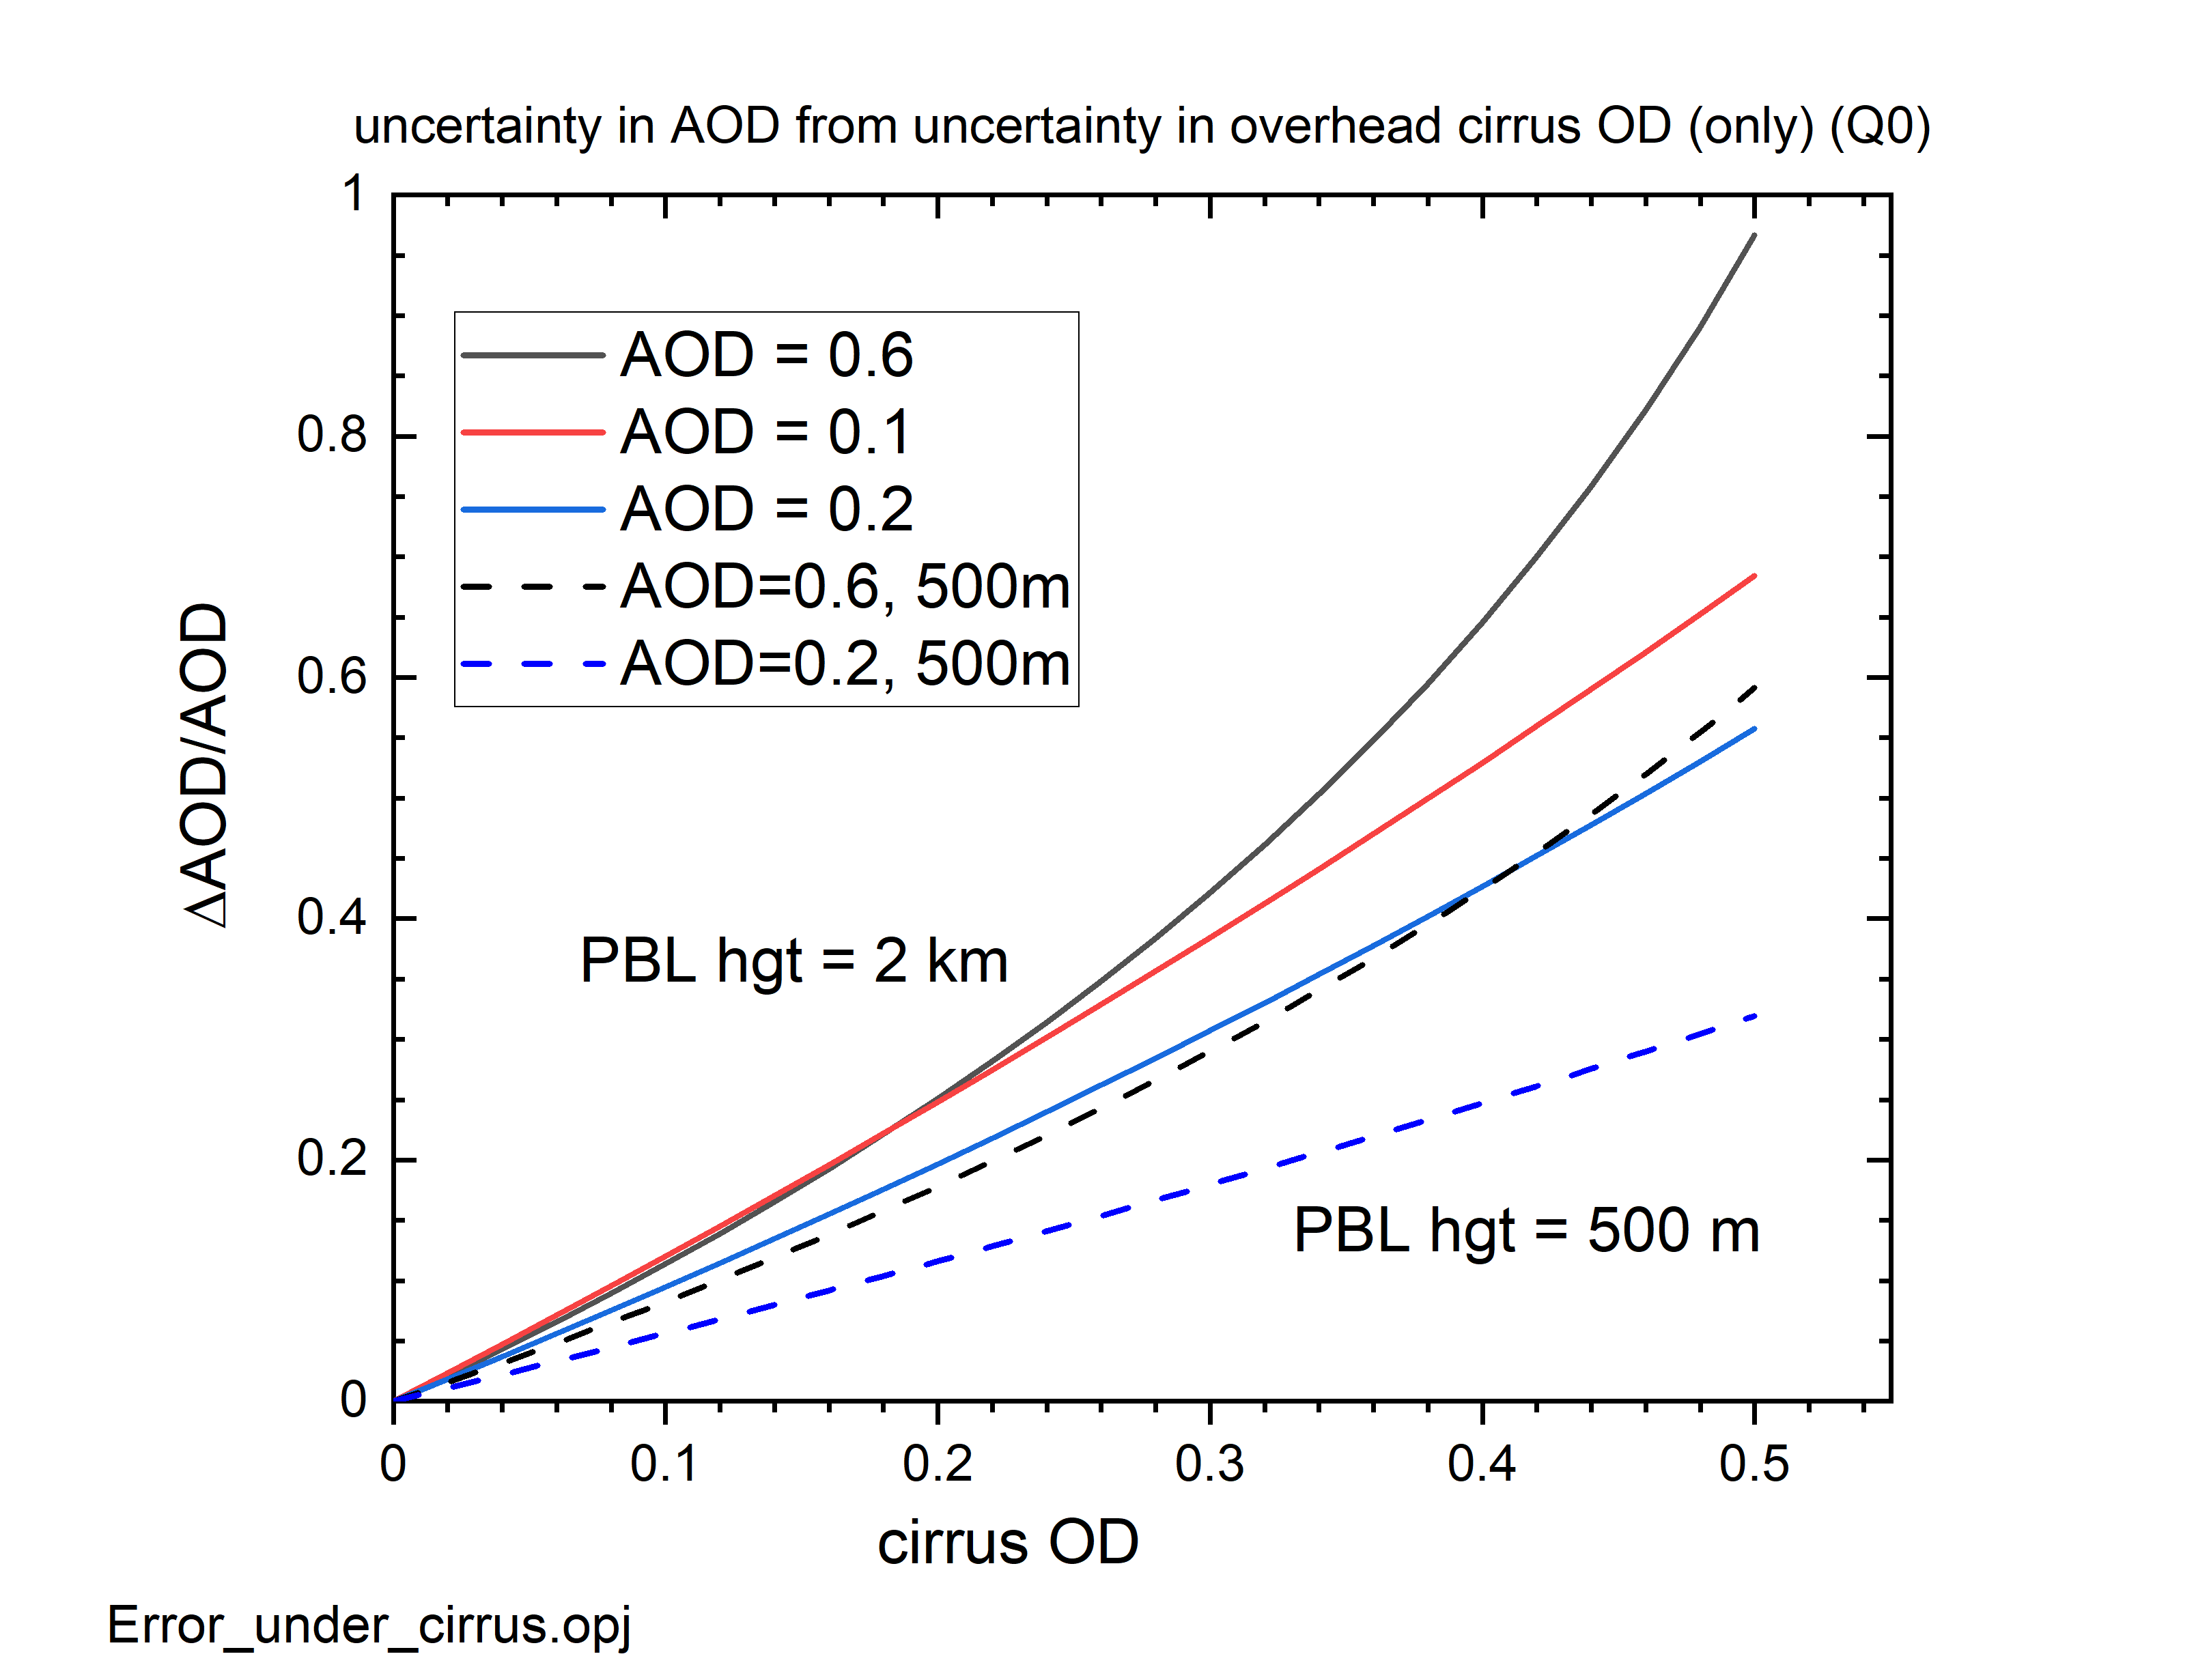 uncertainty in AOD from uncertainty in overhead cirrus OD (only) (Q0)
1
0.8
0.6
0.4
0.2
0
ΔAOD/AOD
AOD = 0.6
AOD = 0.1
AOD = 0.2
AOD=0.6, 500m
AOD=0.2, 500m
PBL hgt = 2 km
PBL hgt = 500 m
0 0.1 0.2 0.3 0.4 0.5
cirrus OD
Error_under_cirrus.opj